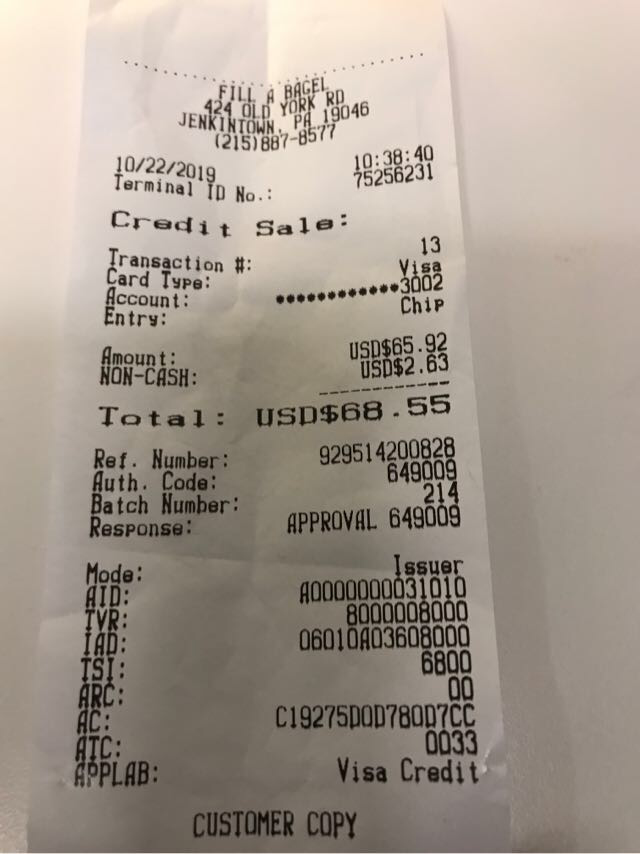 FILL A BAGEL
424 OLD YORK RD
JENKINTOWN, PA 19046
(215)887-8577
10/22/2019 10:38:40
Terminal ID No.: 75256231
Credit Sale:
Transaction #: 13
Card Type: Visa
Account: ************3002
Entry: Chip
Amount: USD$65.92
NON-CASH: USD$2.63
Total: USD$68.55
Ref. Number: 929514200828
Auth. Code: 649009
Batch Number: 214
Response: APPROVAL 649009
Mode: Issuer
AID: A0000000031010
TVR: 8000008000
IAD: 06010A03608000
TSI: 6800
ARC: 00
AC: C19275D0D780D7CC
ATC: 0033
APPLAB: Visa Credit
CUSTOMER COPY